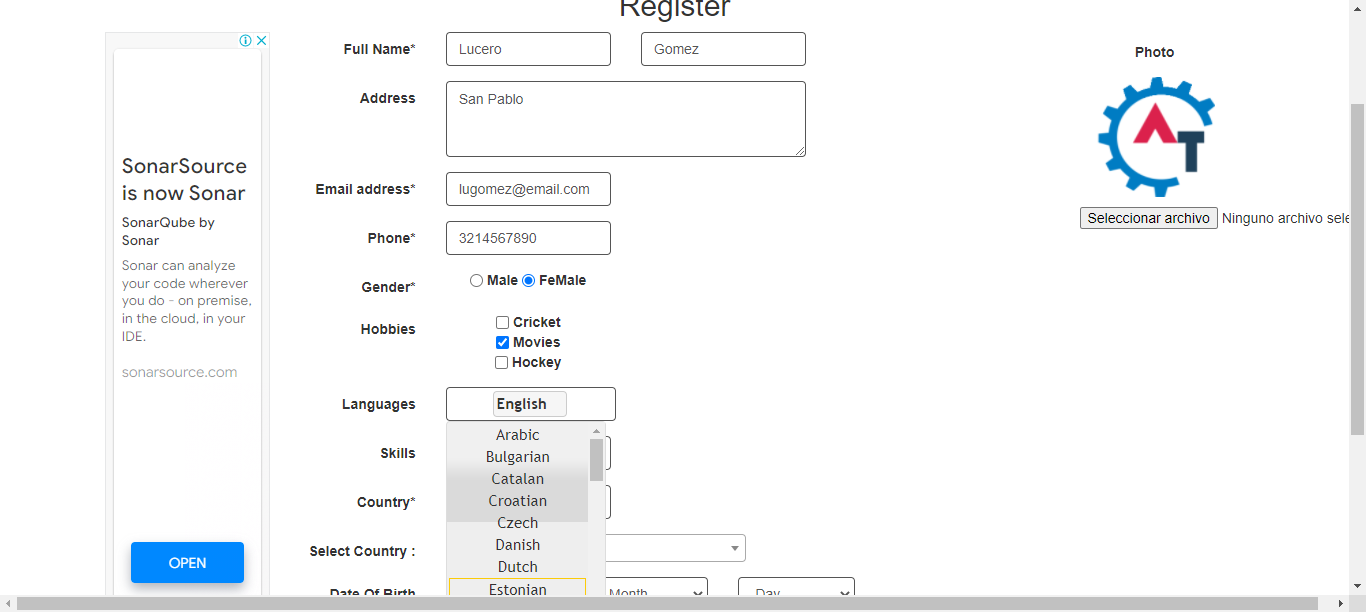 Register
SonarSource
is now Sonar
SonarQube by
Sonar
Sonar can analyze
your code wherever
you do - on premise,
in the cloud, in your
IDE.
sonarsource.com
OPEN
Full Name* Lucero Gomez
Address San Pablo
Email address* lugomez@email.com
Phone* 3214567890
Gender* Male FeMale
Hobbies Cricket
Movies
Hockey
Languages English
Arabic
Bulgarian
Catalan
Croatian
Czech
Danish
Dutch
Estonian
Skills
Country*
Select Country :
Date Of Birth Month Day
Photo
AT
Seleccionar archivo Ninguno archivo sele